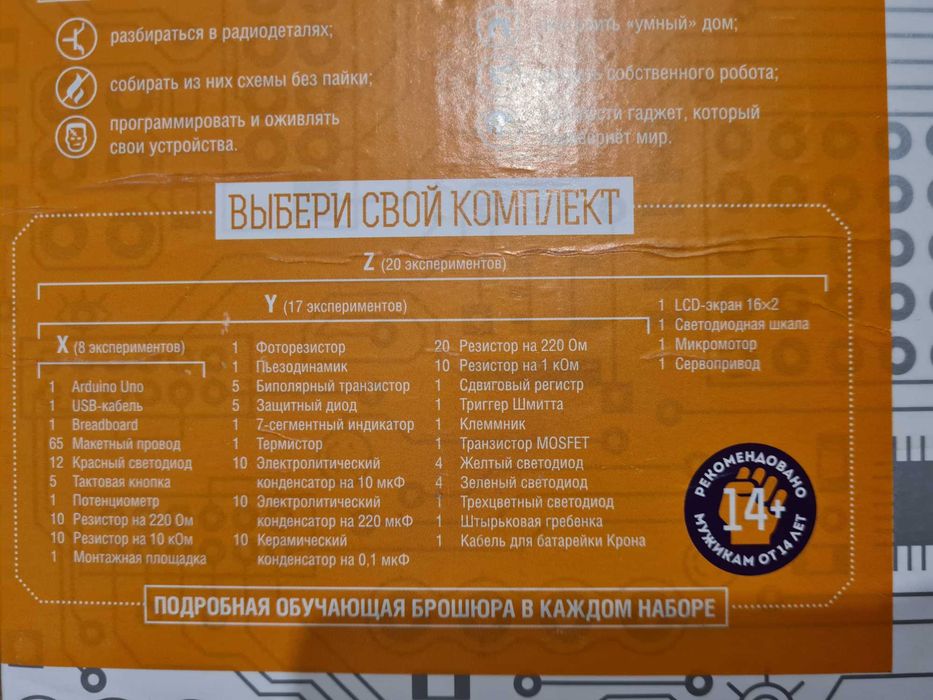 разбираться в радиодеталях;
собирать из них схемы без пайки;
программировать и оживлять
свои устройства.
«умный» дом;
собственного робота;
гаджет, который
мир.
ВЫБЕРИ СВОЙ КОМПЛЕКТ
Z (20 экспериментов)
Y (17 экспериментов)
X (8 экспериментов)
1 Arduino Uno
1 USB-кабель
1 Breadboard
65 Макетный провод
12 Красный светодиод
5 Тактовая кнопка
1 Потенциометр
10 Резистор на 220 Ом
10 Резистор на 10 кОм
1 Монтажная площадка
1 Фоторезистор
1 Пьезодинамик
5 Биполярный транзистор
5 Защитный диод
1 7-сегментный индикатор
1 Термистор
10 Электролитический
конденсатор на 10 мкФ
10 Электролитический
конденсатор на 220 мкФ
10 Керамический
конденсатор на 0,1 мкФ
20 Резистор на 220 Ом
10 Резистор на 1 кОм
1 Сдвиговый регистр
1 Триггер Шмитта
1 Клеммник
1 Транзистор MOSFET
4 Желтый светодиод
4 Зеленый светодиод
1 Трехцветный светодиод
1 Штырьковая гребенка
1 Кабель для батарейки Крона
1 LCD-экран 16×2
1 Светодиодная шкала
1 Микромотор
1 Сервопривод
РЕКОМЕНДОВАНО
14+
МУЖИКАМ ОТ 14 ЛЕТ
ПОДРОБНАЯ ОБУЧАЮЩАЯ БРОШЮРА В КАЖДОМ НАБОРЕ